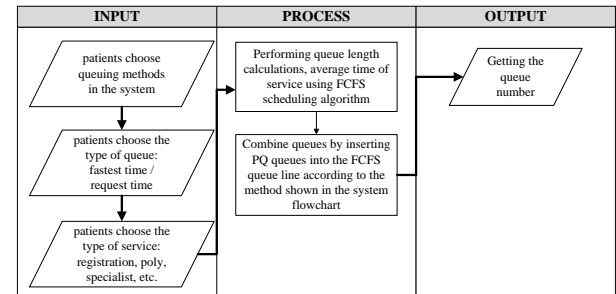 INPUT
PROCESS
OUTPUT
patients choose
queuing methods
in the system
patients choose the
type of queue:
fastest time /
request time
patients choose the
type of service:
registration, poly,
specialist, etc.
Performing queue length
calculations, average time of
service using FCFS
scheduling algorithm
Combine queues by inserting
PQ queues into the FCFS
queue line according to the
method shown in the system
flowchart
Getting the
queue
number